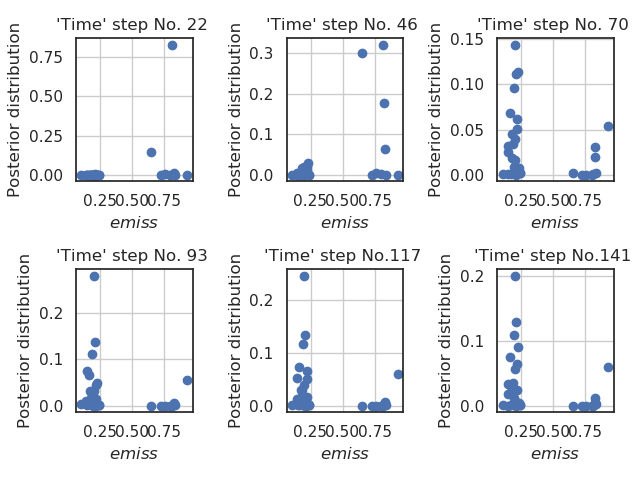 'Time' step No. 22
'Time' step No. 46
'Time' step No. 70
Posterior distribution
0.75
0.50
0.25
0.00
0.25 0.50 0.75
emiss
Posterior distribution
0.3
0.2
0.1
0.0
0.25 0.50 0.75
emiss
Posterior distribution
0.15
0.10
0.05
0.00
0.25 0.50 0.75
emiss
'Time' step No. 93
'Time' step No.117
'Time' step No.141
Posterior distribution
0.2
0.1
0.0
0.25 0.50 0.75
emiss
Posterior distribution
0.2
0.1
0.0
0.25 0.50 0.75
emiss
Posterior distribution
0.2
0.1
0.0
0.25 0.50 0.75
emiss